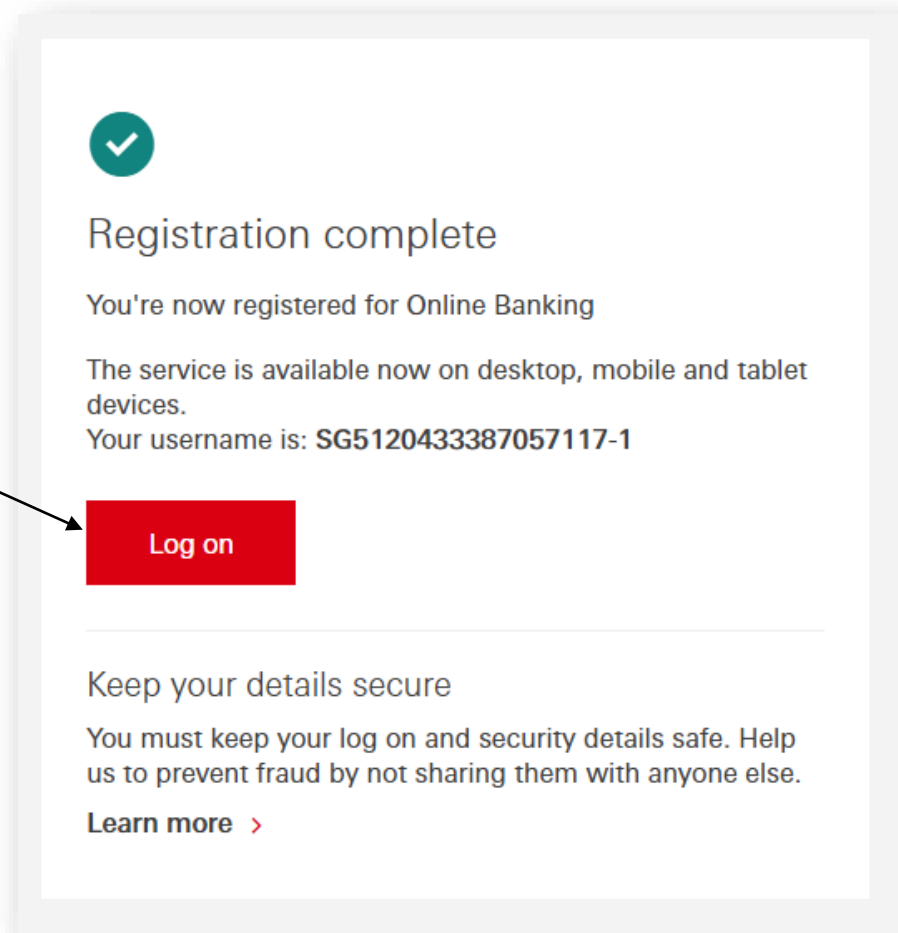 Registration complete
You're now registered for Online Banking
The service is available now on desktop, mobile and tablet
devices.
Your username is: SG5120433387057117-1
Log on
Keep your details secure
You must keep your log on and security details safe. Help
us to prevent fraud by not sharing them with anyone else.
Learn more >